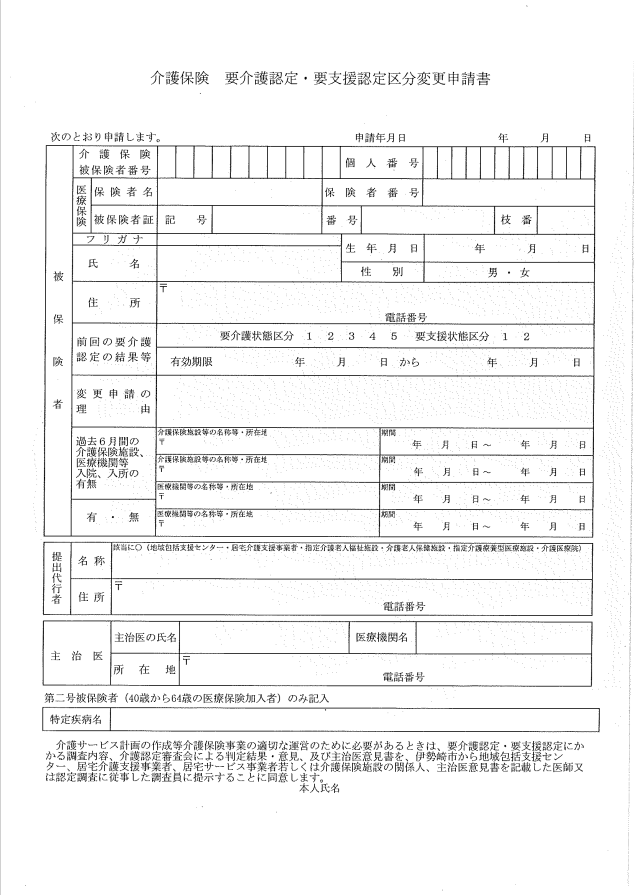 介護保険　要介護認定・要支援認定区分変更申請書
次のとおり申請します。　申請年月日　年　月　日
被保険者
介護保険被保険者番号
個人番号
医療保険
保険者名
保険者番号
被保険者証
記号
番号
枝番
フリガナ
氏名
生年月日　年　月　日
性別
男・女
住所
〒
電話番号
前回の要介護
認定の結果等
要介護状態区分　1　2　3　4　5　要支援状態区分　1　2
有効期限　年　月　日 から　年　月　日
変更申請の
理由
過去6月間の
介護保険施設、
医療機関等
入院、入所の
有無
有・無
介護保険施設等の名称等・所在地
〒
期間
年　月　日～　年　月　日
介護保険施設等の名称等・所在地
〒
期間
年　月　日～　年　月　日
医療機関等の名称等・所在地
〒
期間
年　月　日～　年　月　日
医療機関等の名称等・所在地
〒
期間
年　月　日～　年　月　日
提出代行者
名称
該当に○（地域包括支援センター・居宅介護支援事業者・指定介護老人福祉施設・介護老人保健施設・指定介護療養型医療施設・介護医療院）
住所
〒
電話番号
主治医
主治医の氏名
医療機関名
所在地
〒
電話番号
第二号被保険者（40歳から64歳の医療保険加入者）のみ記入
特定疾病名
介護サービス計画の作成等介護保険事業の適切な運営のために必要があるときは、要介護認定・要支援認定にか
かる調査内容、介護認定審査会による判定結果・意見、及び主治医意見書を、伊勢崎市から地域包括支援セン
ター、居宅介護支援事業者、居宅サービス事業者若しくは介護保険施設の関係人、主治医意見書を記載した医師又
は認定調査に従事した調査員に提示することに同意します。
本人氏名